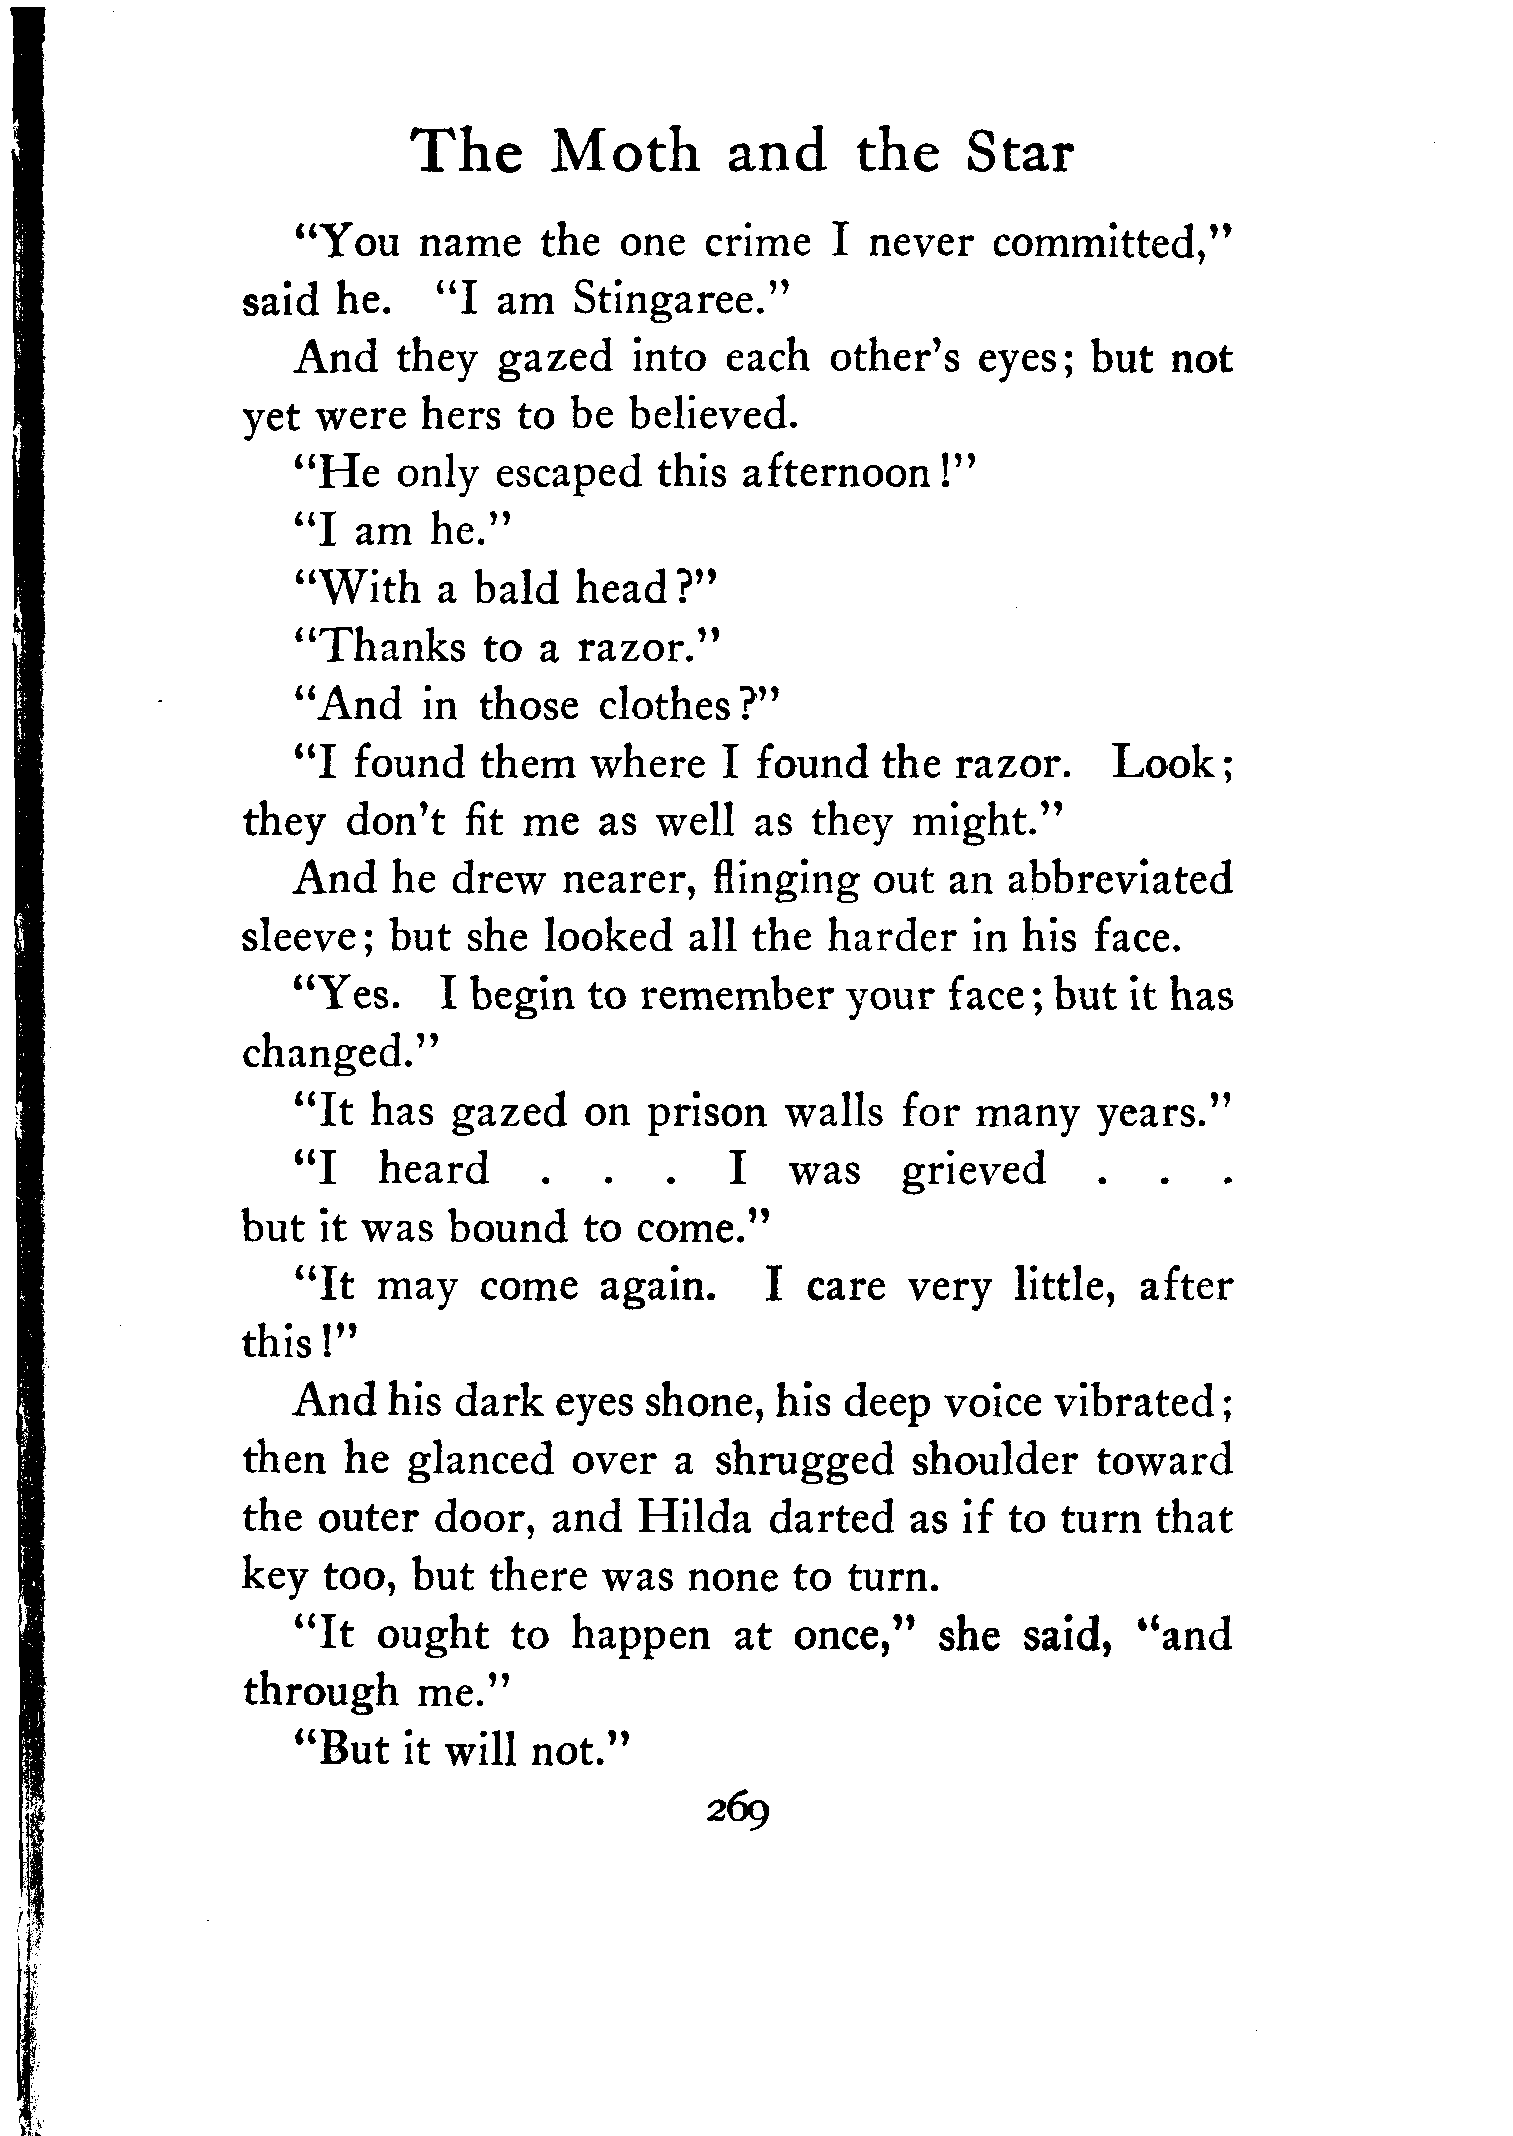 The Moth and the Star
“You name the one crime I never committed,”
said he. “I am Stingaree.”
And they gazed into each other’s eyes; but not
yet were hers to be believed.
“He only escaped this afternoon!”
“I am he.”
“With a bald head?”
“Thanks to a razor.”
“And in those clothes?”
“I found them where I found the razor. Look;
they don’t fit me as well as they might.”
And he drew nearer, flinging out an abbreviated
sleeve; but she looked all the harder in his face.
“Yes. I begin to remember your face; but it has
changed.”
“It has gazed on prison walls for many years.”
“I heard . . . I was grieved . . .
but it was bound to come.”
“It may come again. I care very little, after
this!”
And his dark eyes shone, his deep voice vibrated;
then he glanced over a shrugged shoulder toward
the outer door, and Hilda darted as if to turn that
key too, but there was none to turn.
“It ought to happen at once,” she said, “and
through me.”
“But it will not.”
269